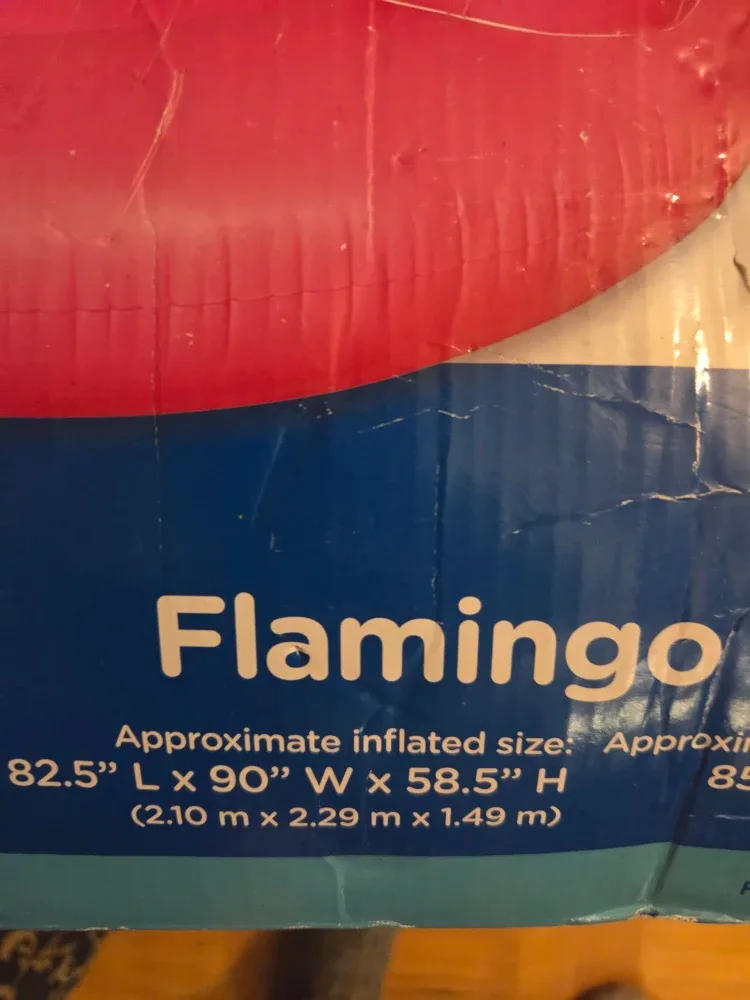 Flamingo
Approximate inflated size:
82.5” L x 90” W x 58.5” H
(2.10 m x 2.29 m x 1.49 m)